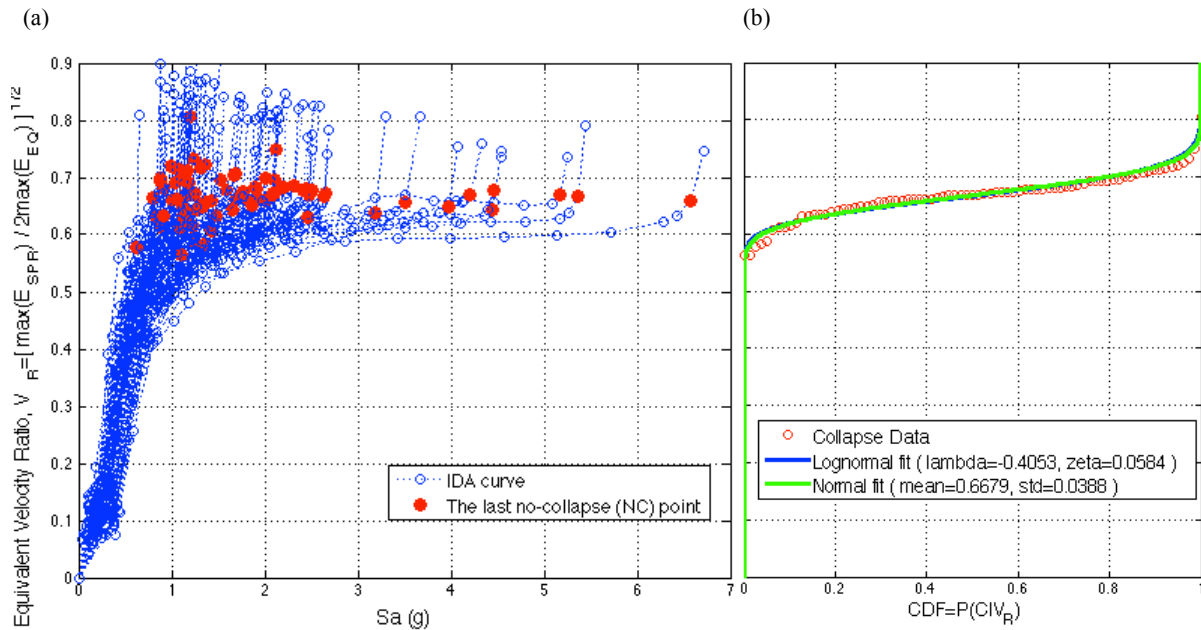 (a)
(b)
Equivalent Velocity Ratio, V_R=[max(E_SPR) /2max(E_EQ) ]^1/2
0.9
0.8
0.7
0.6
0.5
0.4
0.3
0.2
0.1
0
IDA curve
The last no-collapse (NC) point
0 1 2 3 4 5 6 7
Sa (g)
Collapse Data
Lognormal fit ( lambda=-0.4053, zeta=0.0584 )
Normal fit ( mean=0.6679, std=0.0388 )
0 0.2 0.4 0.6 0.8 1
CDF=P(CIV_R)